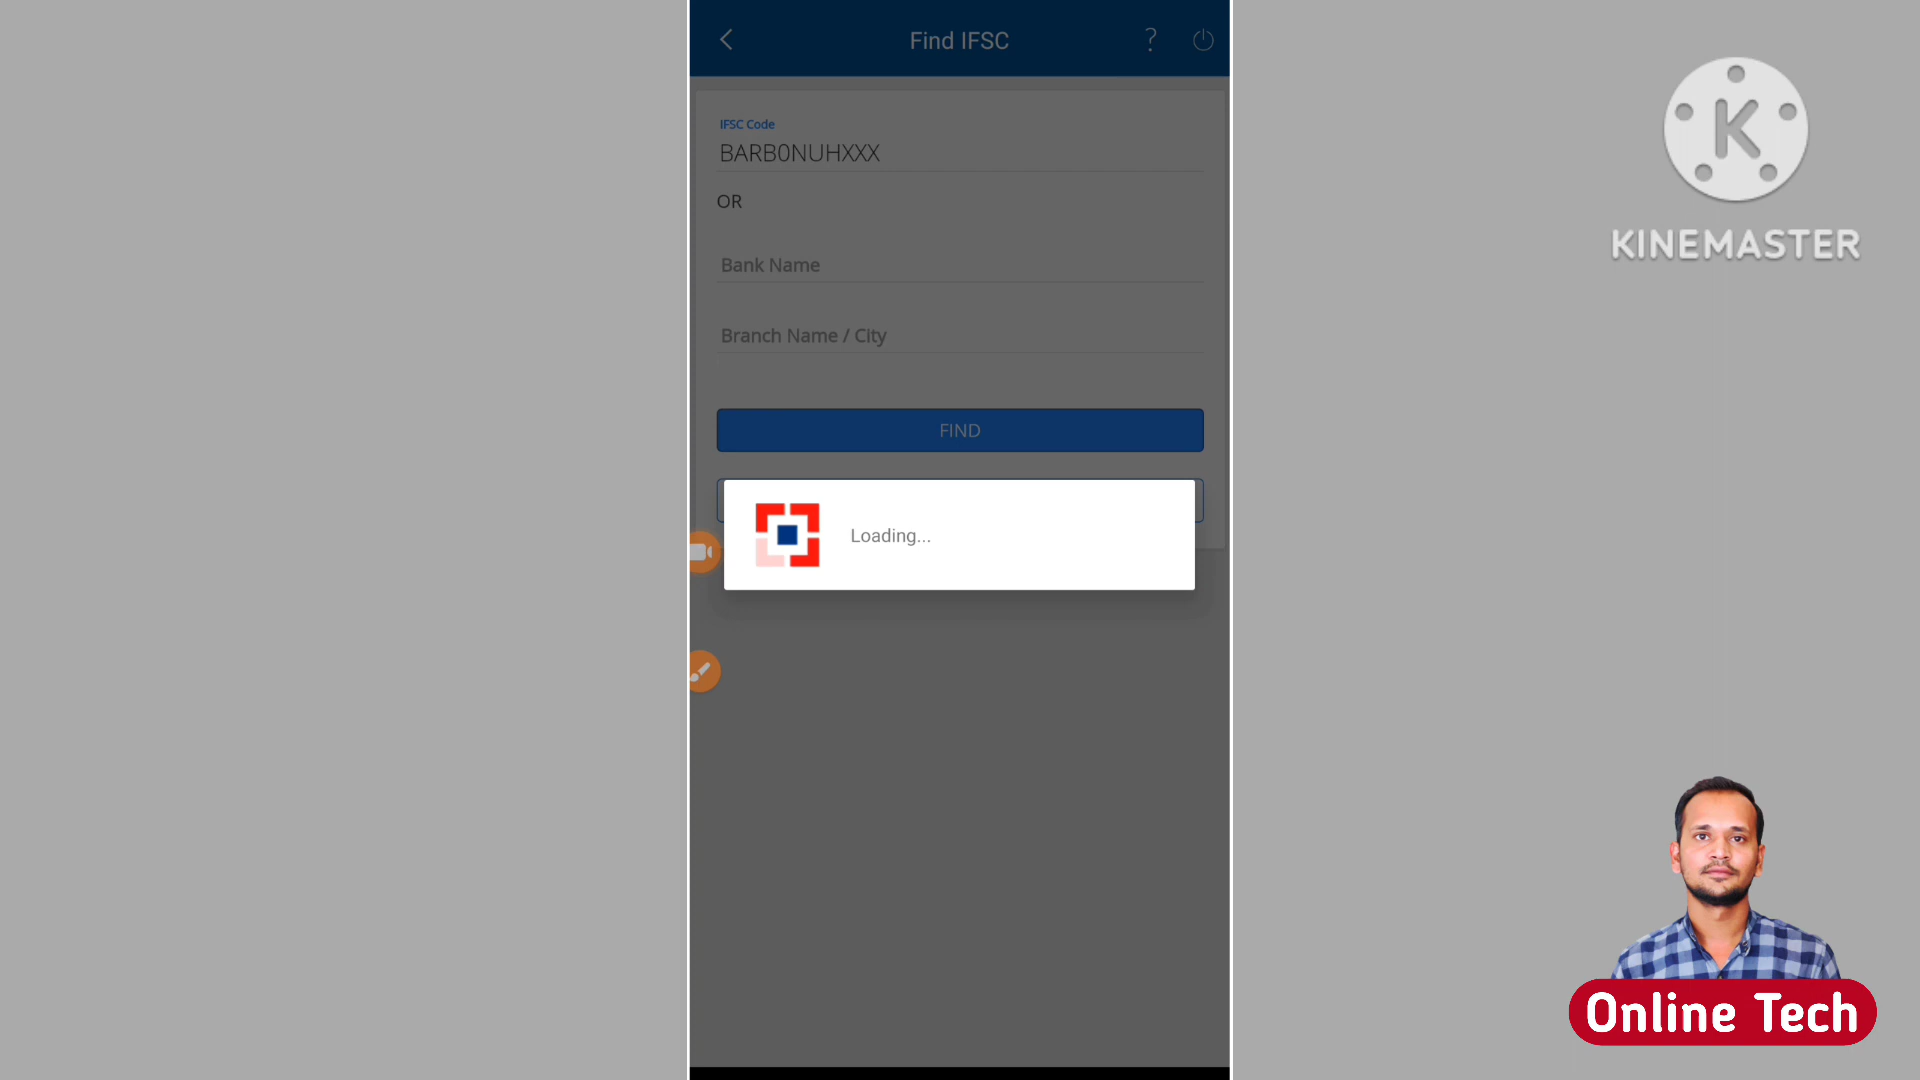 Find IFSC
?
IFSC Code
BARB0NUHXXX
OR
Bank Name
Branch Name / City
FIND
Loading...
K
KINEMASTER
Online Tech